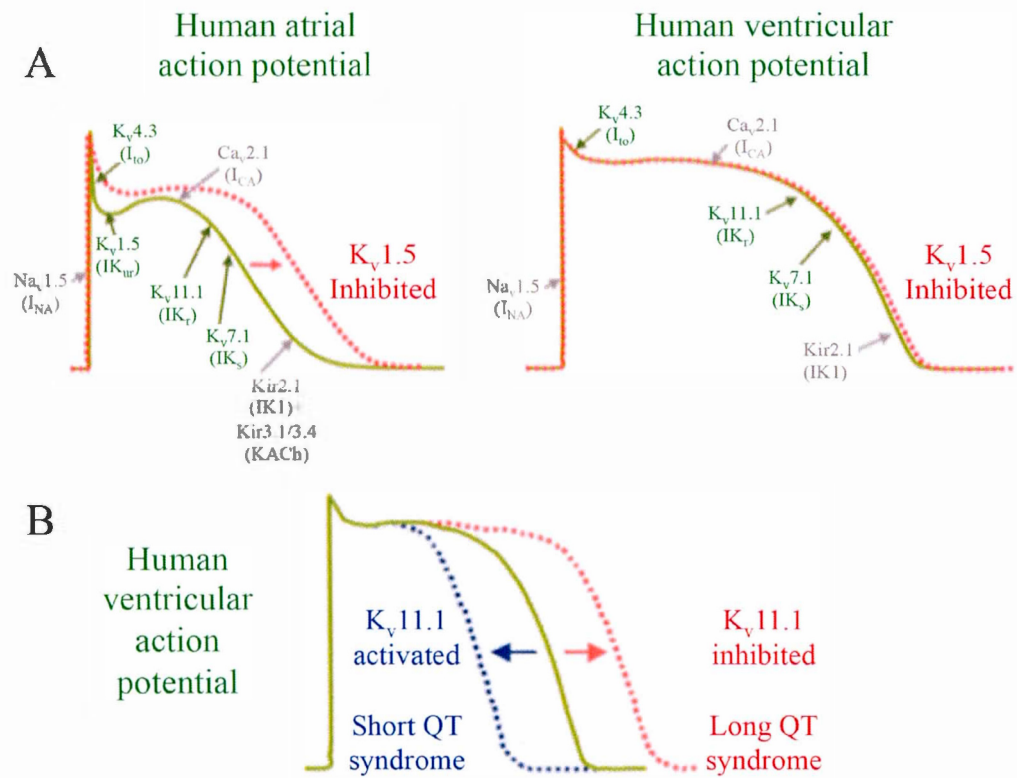 A
Human atrial
action potential
Kv4.3
(Ito)
Cav2.1
(ICA)
Kv1.5
(IKur)
Nav1.5
(INA)
Kv11.1
(IKr)
Kv7.1
(IKs)
Kv1.5
Inhibited
Kir2.1
(IK1)
Kir3.1/3.4
(KACh)
Human ventricular
action potential
Kv4.3
(Ito)
Cav2.1
(ICA)
Kv11.1
(IKr)
Kv7.1
(IKs)
Nav1.5
(INA)
Kv1.5
Inhibited
Kir2.1
(IK1)
B
Human
ventricular
action
potential
Kv11.1
activated
Short QT
syndrome
Kv11.1
inhibited
Long QT
syndrome